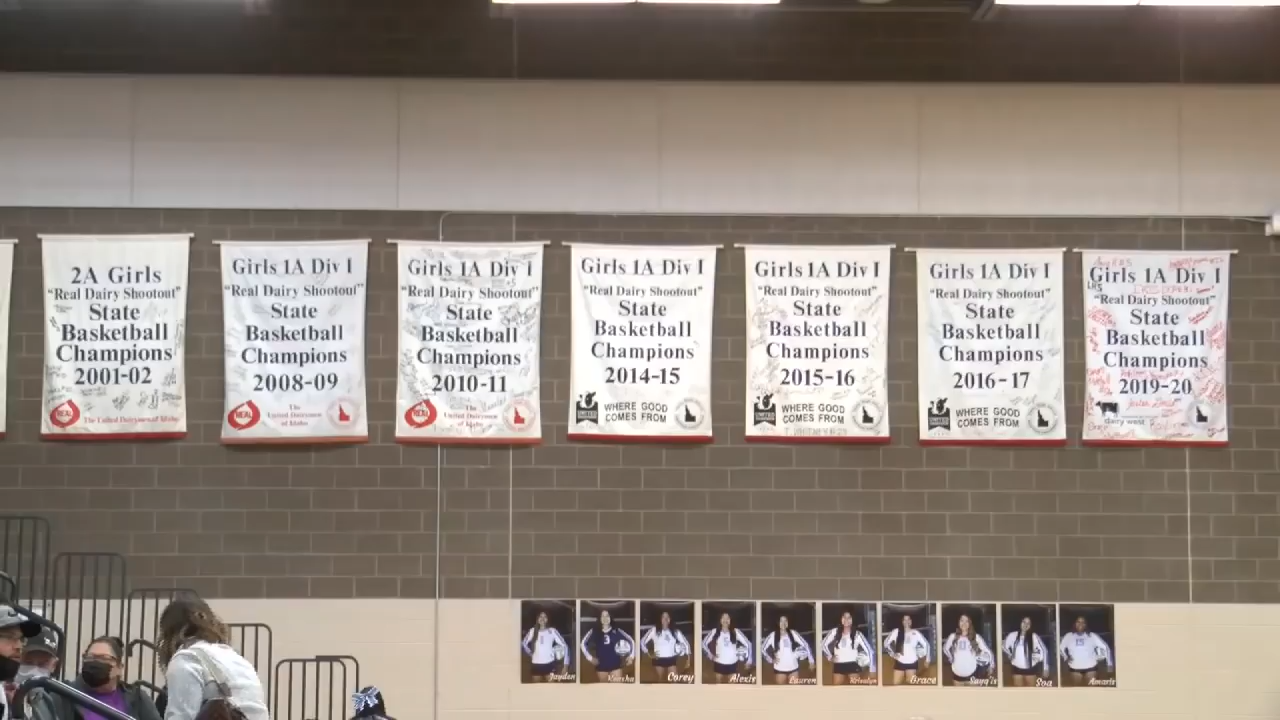 2A Girls
"Real Dairy Shootout"
State
Basketball
Champions
2001-02
REAL
The United Dairymen of Idaho
Girls 1A Div I
"Real Dairy Shootout"
State
Basketball
Champions
2008-09
REAL
The
United Dairymen
of Idaho
Girls 1A Div I
"Real Dairy Shootout"
State
Basketball
Champions
2010-11
REAL
The
United Dairymen
of Idaho
Girls 1A Div I
"Real Dairy Shootout"
State
Basketball
Champions
2014-15
WHERE GOOD
COMES FROM
Girls 1A Div I
"Real Dairy Shootout"
State
Basketball
Champions
2015-16
WHERE GOOD
COMES FROM
Girls 1A Div I
"Real Dairy Shootout"
State
Basketball
Champions
2016-17
WHERE GOOD
COMES FROM
Girls 1A Div I
"Real Dairy Shootout"
State
Basketball
Champions
2019-20
dairy west
Jayden
Corey
Alexis
Lauren
Grace
Soa
Amaris